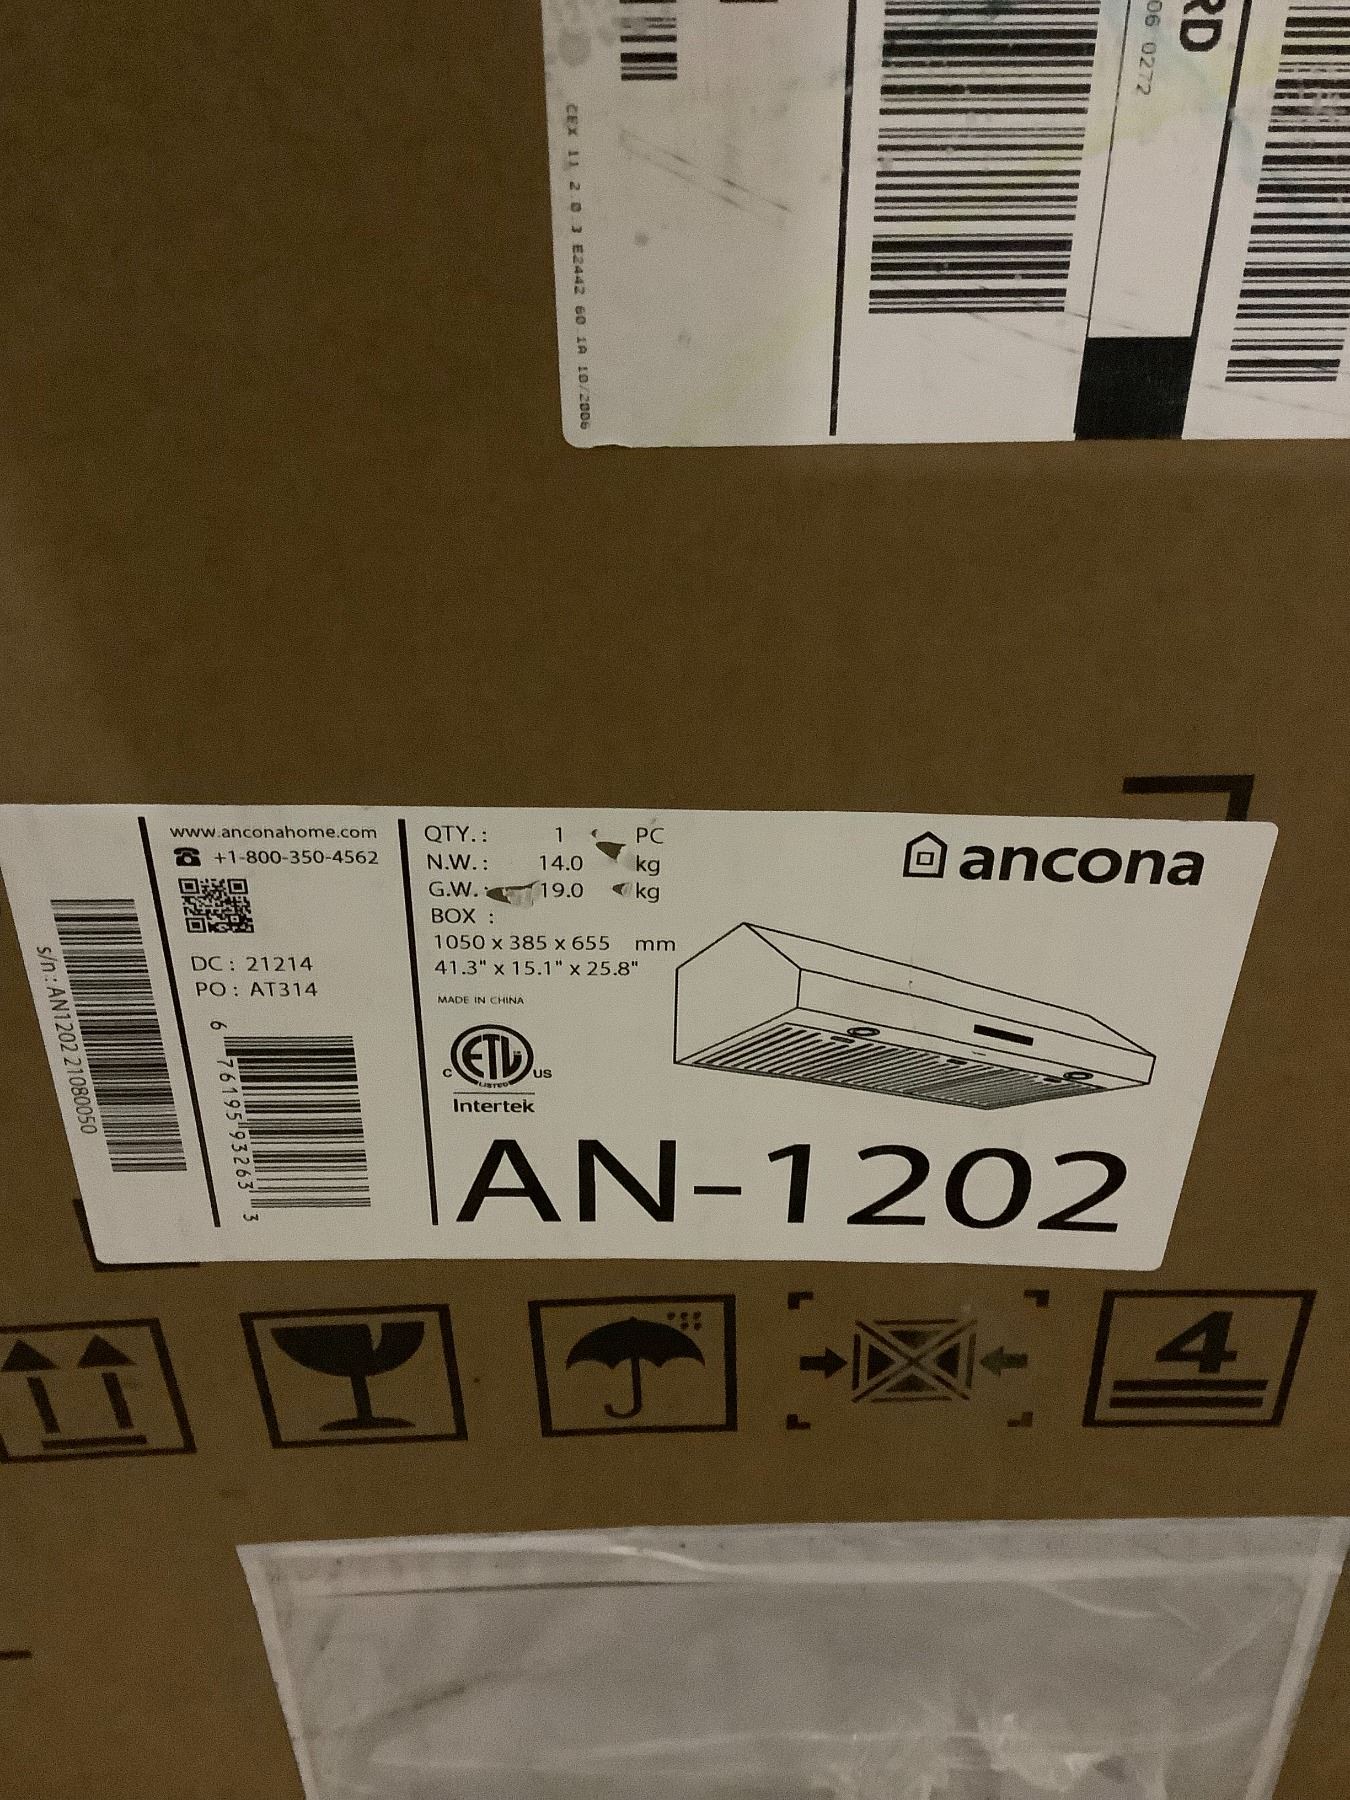 RD
06 0272
CEX 11 2 0 3 E2442 60 1A 10/2006
www.anconahome.com
+1-800-350-4562
DC : 21214
PO : AT314
6 76195 93263 3
s/n: AN1202 21080050
QTY. : 1 PC
N.W. : 14.0 kg
G.W. : 19.0 kg
BOX :
1050 x 385 x 655 mm
41.3" x 15.1" x 25.8"
MADE IN CHINA
ETL
LISTED
C US
Intertek
ancona
AN-1202
4